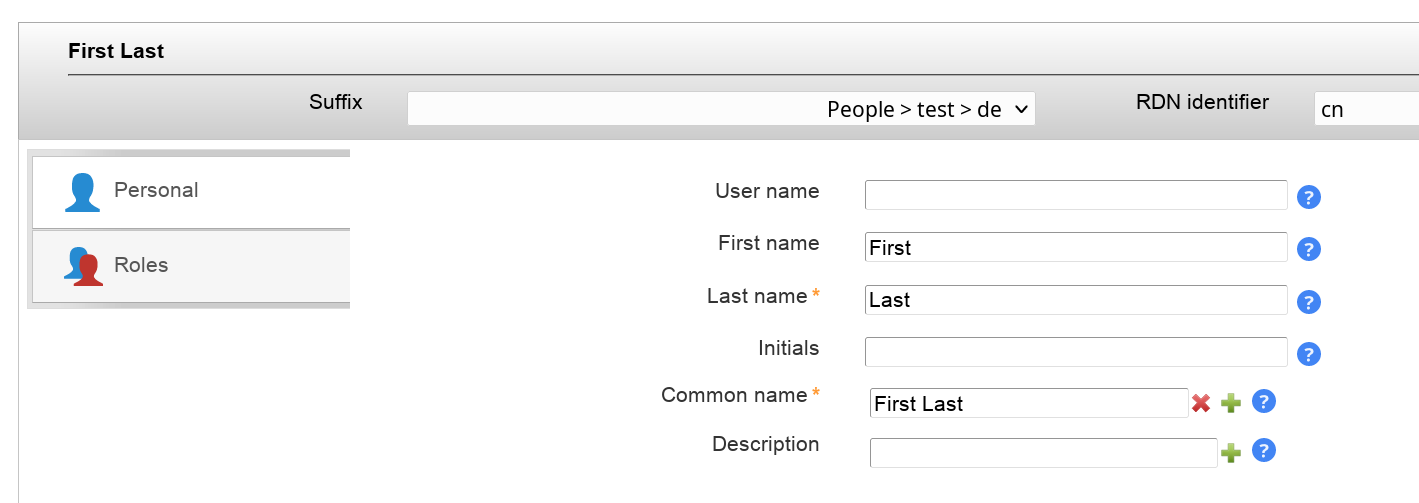 First Last
Suffix People > test > de RDN identifier cn
Personal
Roles
User name ?
First name First ?
Last name * Last ?
Initials ?
Common name * First Last ?
Description ?